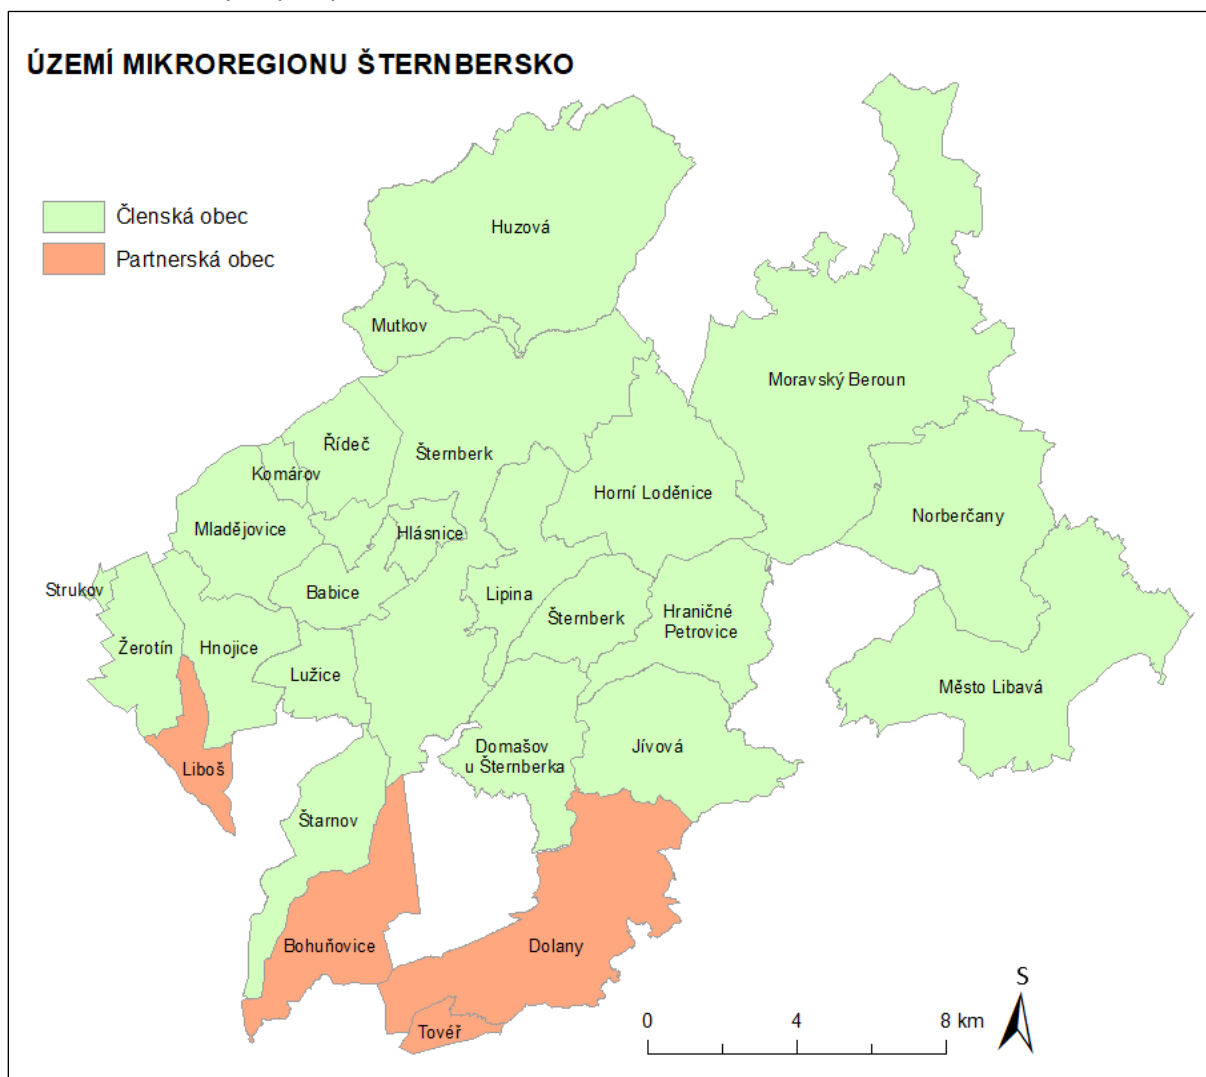 ÚZEMÍ MIKROREGIONU ŠTERNBERSKO
Členská obec
Partnerská obec
Huzová
Mutkov
Moravský Beroun
Řídeč
Šternberk
Komárov
Horní Loděnice
Norberčany
Mladějovice
Hlásnice
Strukov
Babice
Lipina
Šternberk
Hraničné
Petrovice
Žerotín
Hnojice
Lužice
Město Libavá
Domašov
u Šternberka
Jívová
Liboš
Štarnov
Bohuňovice
Dolany
Tovéř
S
0 4 8 km